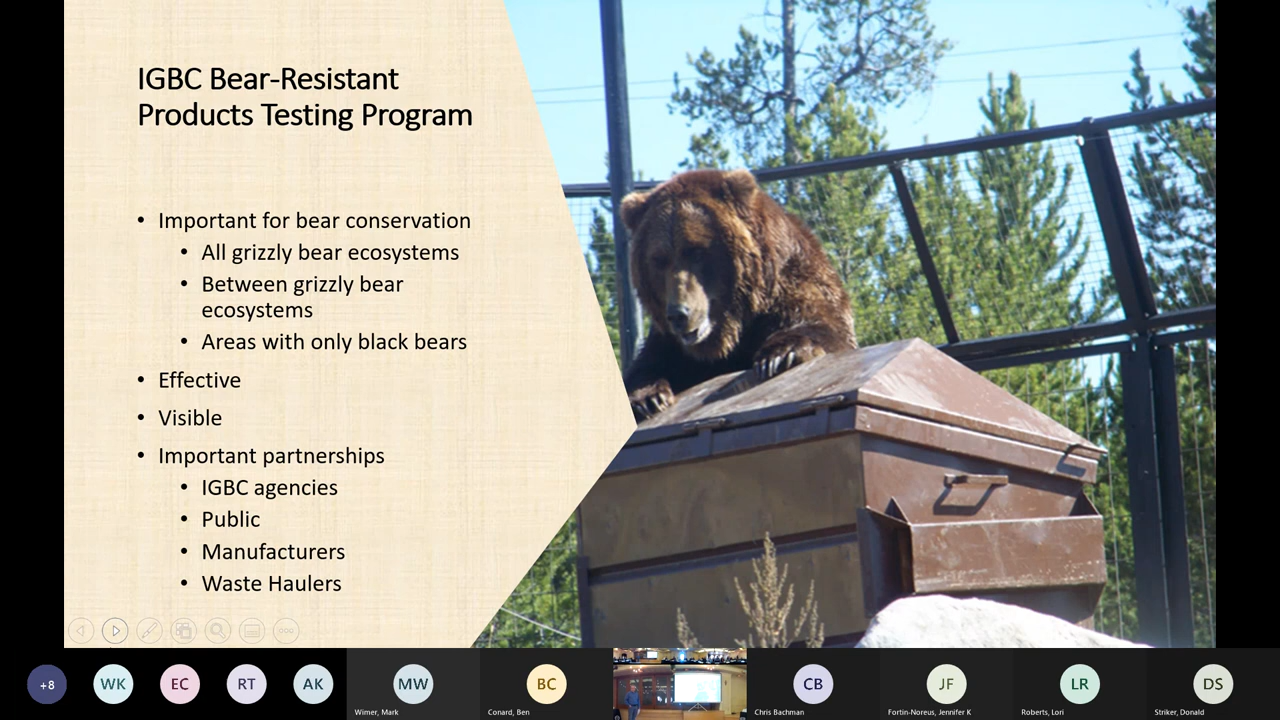 IGBC Bear-Resistant
Products Testing Program
• Important for bear conservation
• All grizzly bear ecosystems
• Between grizzly bear
ecosystems
• Areas with only black bears
• Effective
• Visible
• Important partnerships
• IGBC agencies
• Public
• Manufacturers
• Waste Haulers
+8
WK
EC
RT
AK
MW
BC
CB
JF
LR
DS
Wimer, Mark
Conard, Ben
Chris Bachman
Fortin-Noreus, Jennifer K
Roberts, Lori
Striker, Donald